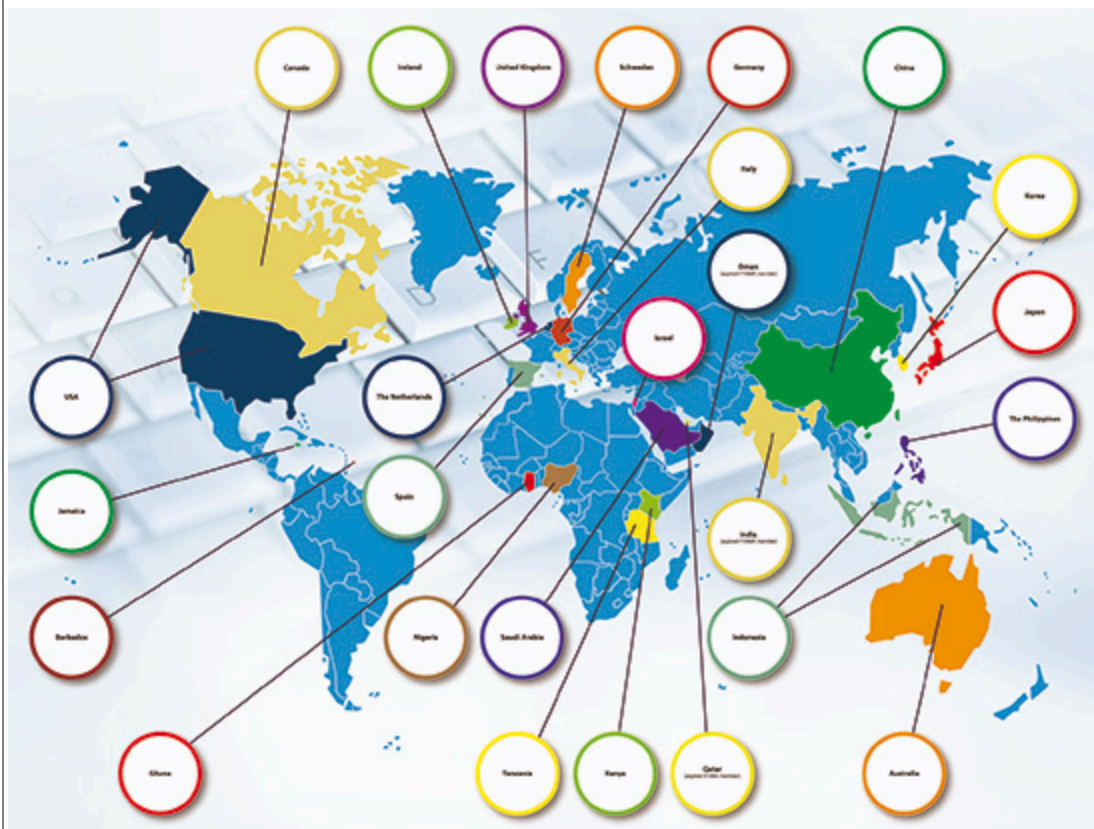 Canada
Ireland
United Kingdom
Schweden
Germany
China
Italy
Korea
Oman
Israel
Japan
USA
The Netherlands
The Philippines
Jamaica
Spain
India
Barbados
Nigeria
Saudi Arabia
Indonesia
Ghana
Tanzania
Kenya
Qatar
Australia